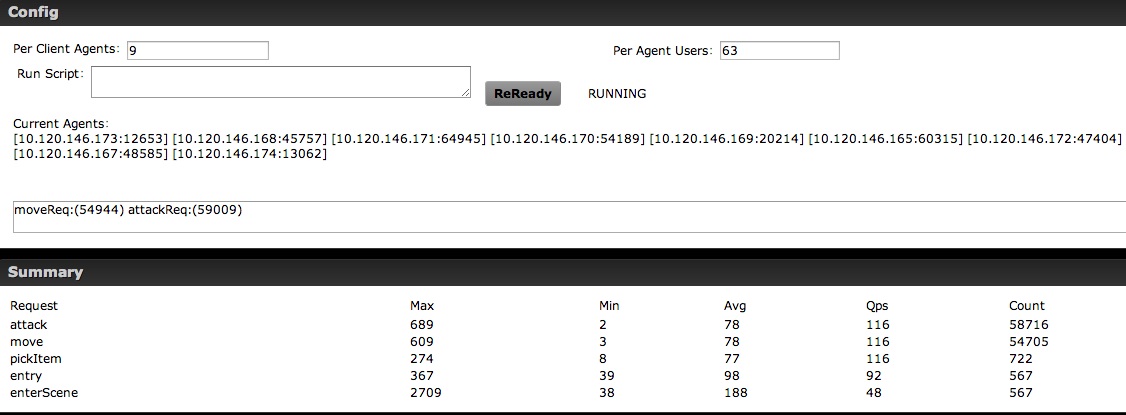 Config
Per Client Agents: 9 Per Agent Users: 63
Run Script: ReReady RUNNING
Current Agents:
[10.120.146.173:12653] [10.120.146.168:45757] [10.120.146.171:64945] [10.120.146.170:54189] [10.120.146.169:20214] [10.120.146.165:60315] [10.120.146.172:47404]
[10.120.146.167:48585] [10.120.146.174:13062]
moveReq:(54944) attackReq:(59009)
Summary
Request Max Min Avg Qps Count
attack 689 2 78 116 58716
move 609 3 78 116 54705
pickItem 274 8 77 116 722
entry 367 39 98 92 567
enterScene 2709 38 188 48 567